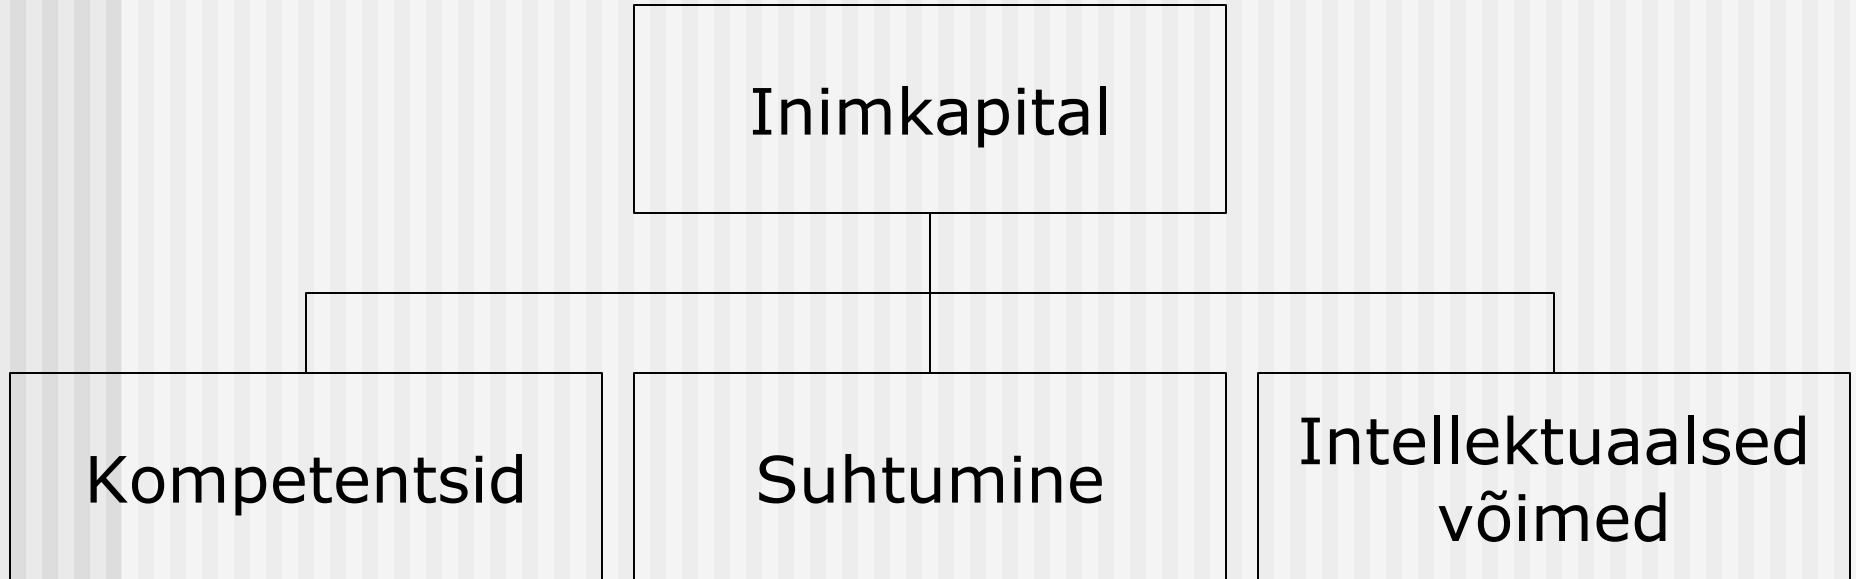 Inimkapital
Kompetentsid
Suhtumine
Intellektuaalsed
võimed